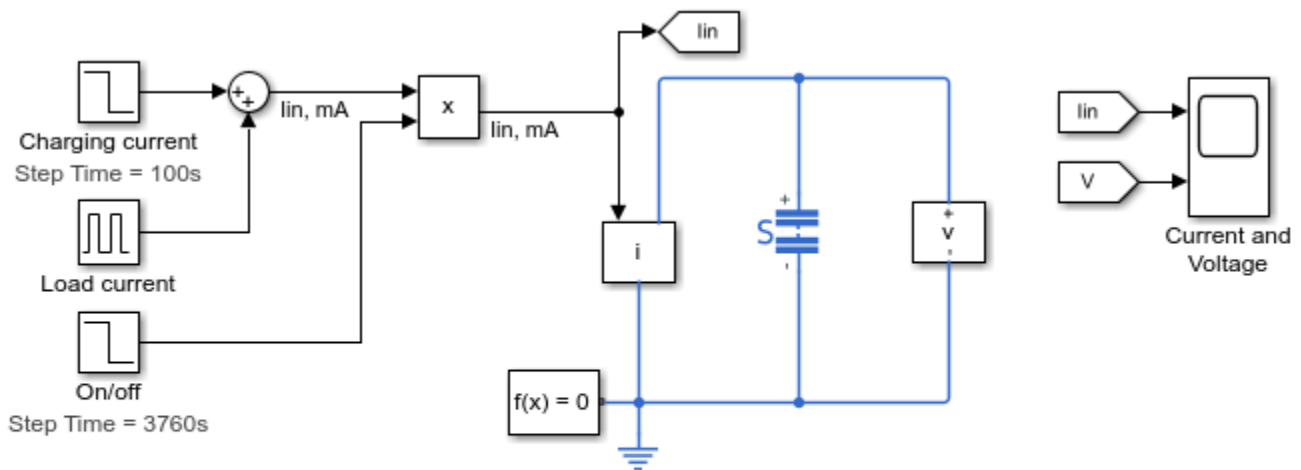 Iin
Charging current
Step Time = 100s
Iin, mA
x
Iin, mA
Load current
On/off
Step Time = 3760s
i
f(x) = 0
S
v
Iin
V
Current and
Voltage